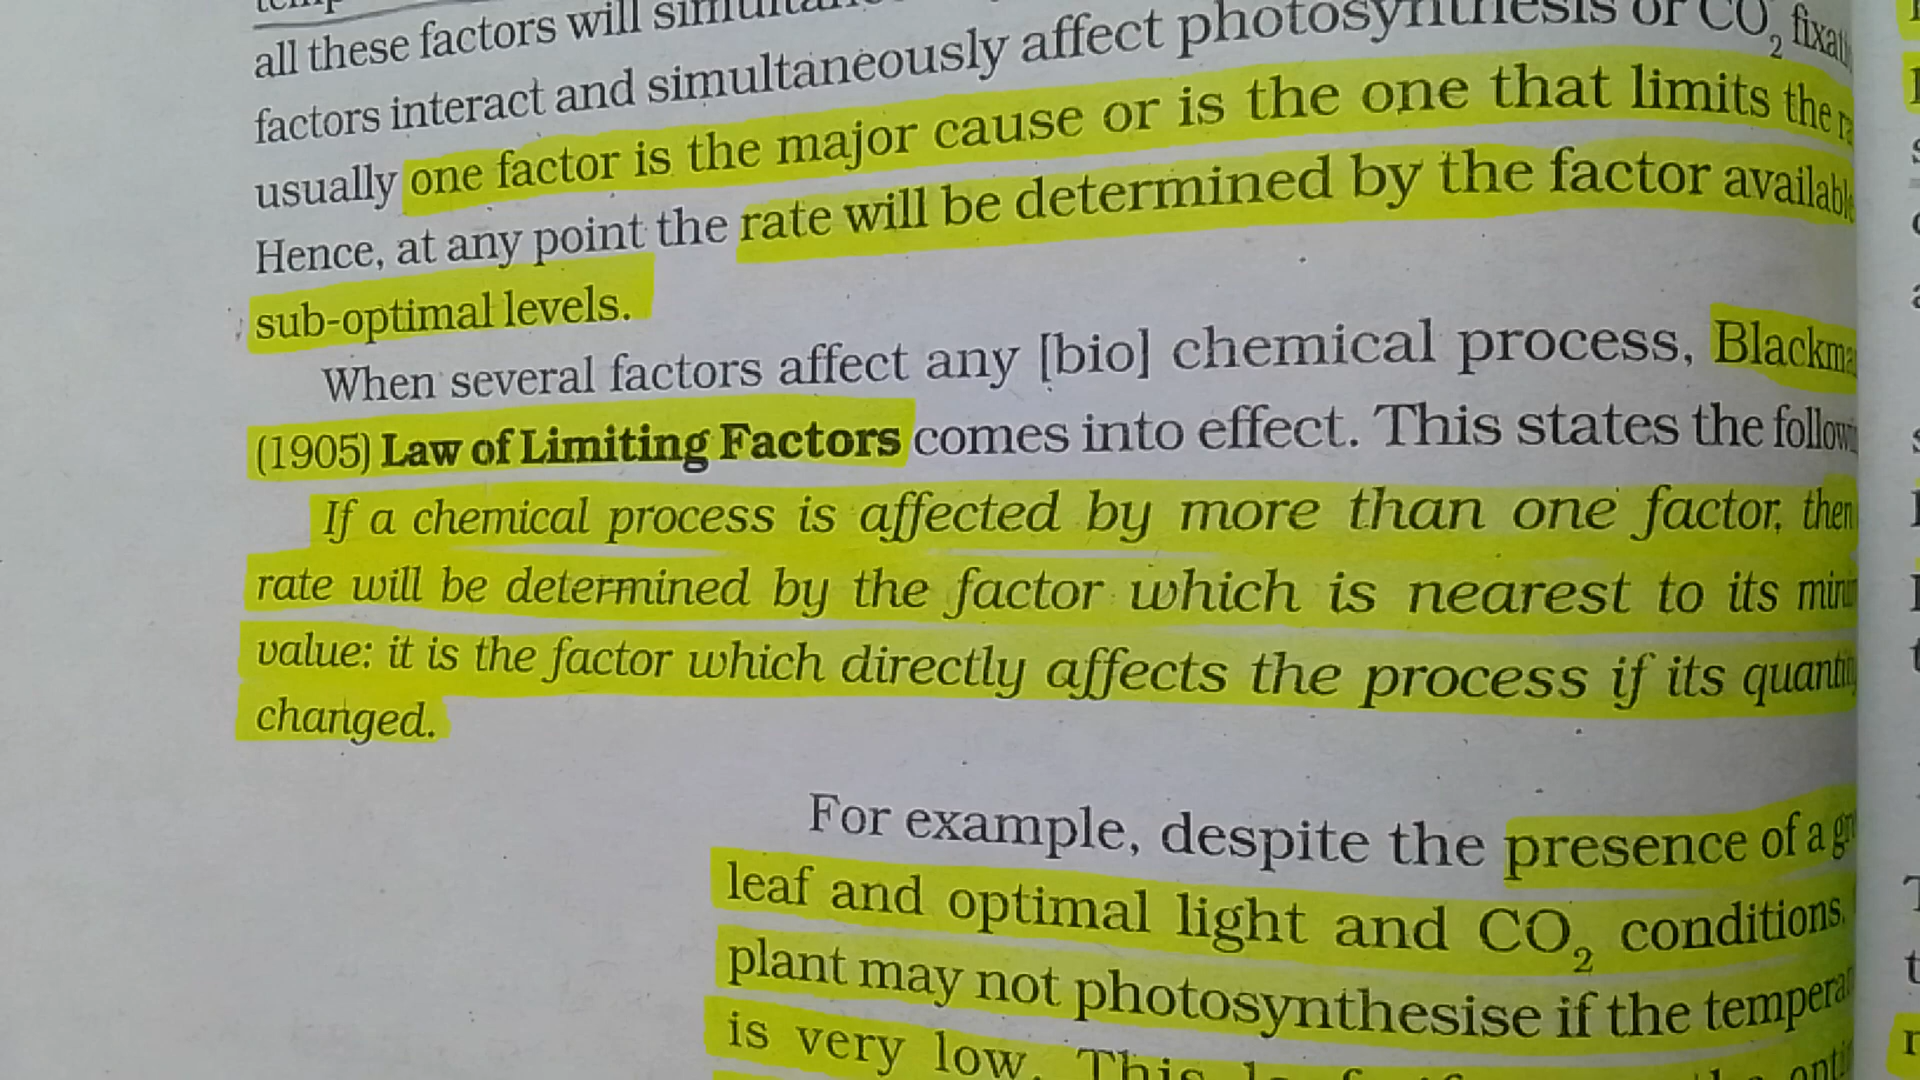 all these factors will
factors interact and simultaneously affect photosynthesis or CO₂
usually one factor is the major cause or is the one that limits the
Hence, at any point the rate will be determined by the factor
sub-optimal levels.
When several factors affect any [bio] chemical process,
(1905) Law of Limiting Factors comes into effect. This states the
If a chemical process is affected by more than one factor, then
rate will be determined by the factor which is nearest to its
value: it is the factor which directly affects the process if its
changed.
For example, despite the presence of a
leaf and optimal light and CO₂ conditions,
plant may not photosynthesise if the
is very low. This